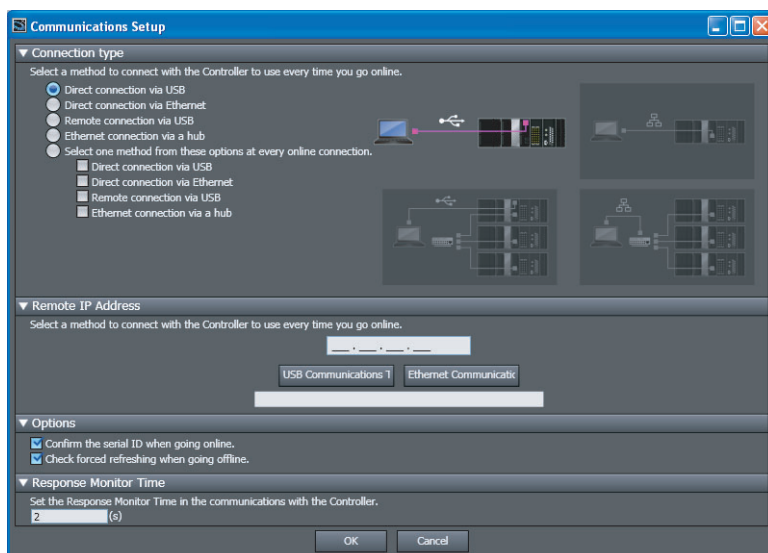 Communications Setup
Connection type
Select a method to connect with the Controller to use every time you go online.
Direct connection via USB
Direct connection via Ethernet
Remote connection via USB
Ethernet connection via a hub
Select one method from these options at every online connection.
Direct connection via USB
Direct connection via Ethernet
Remote connection via USB
Ethernet connection via a hub
Remote IP Address
Select a method to connect with the Controller to use every time you go online.
___ . ___ . ___ . ___
USB Communications T Ethernet Communicatic
Options
Confirm the serial ID when going online.
Check forced refreshing when going offline.
Response Monitor Time
Set the Response Monitor Time in the communications with the Controller.
2 (s)
OK Cancel